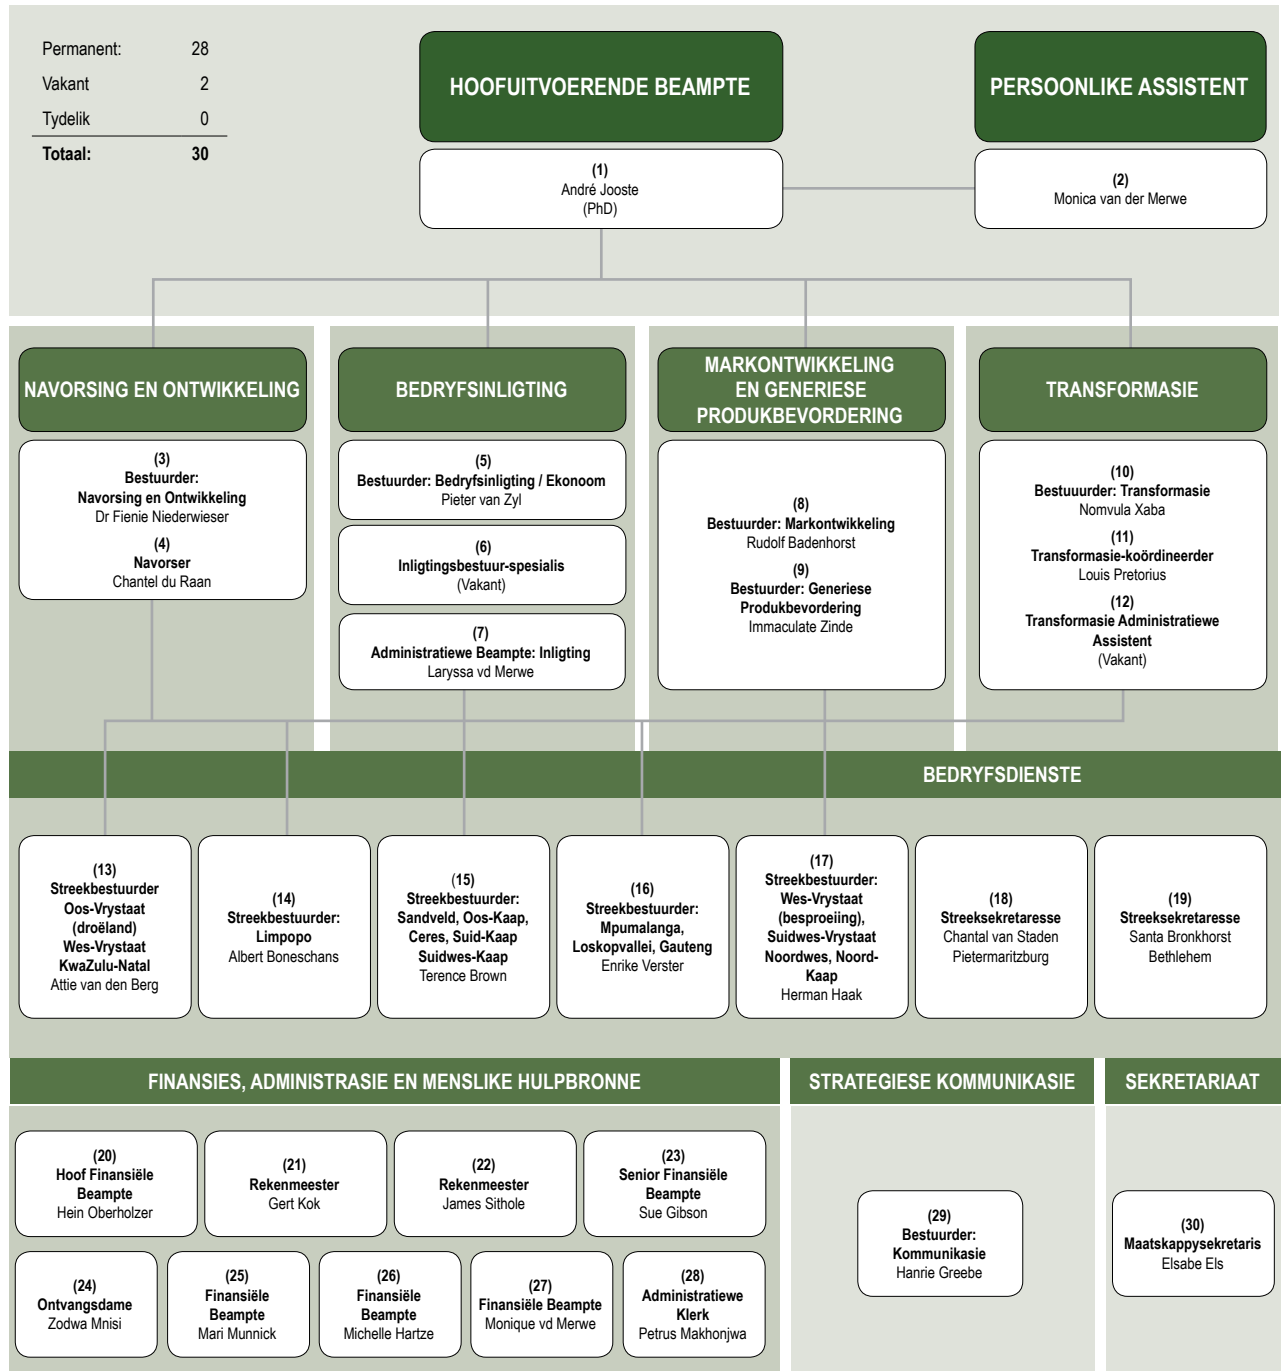 Permanent: 28
Vakant 2
Tydelik 0
Totaal: 30
HOOFUITVOERENDE BEAMPTE
(1)
André Jooste
(PhD)
PERSOONLIKE ASSISTENT
(2)
Monica van der Merwe
NAVORSING EN ONTWIKKELING
(3)
Bestuurder:
Navorsing en Ontwikkeling
Dr Fienie Niederwieser
(4)
Navorser
Chantel du Raan
BEDRYFSINLIGTING
(5)
Bestuurder: Bedryfsinligting / Ekonoom
Pieter van Zyl
(6)
Inligtingsbestuur-spesialis
(Vakant)
(7)
Administratiewe Beampte: Inligting
Laryssa vd Merwe
MARKONTWIKKELING
EN GENERIESE
PRODUKBEVORDERING
(8)
Bestuurder: Markontwikkeling
Rudolf Badenhorst
(9)
Bestuurder: Generiese
Produkbevordering
Immaculate Zinde
TRANSFORMASIE
(10)
Bestuuurder: Transformasie
Nomvula Xaba
(11)
Transformasie-koördineerder
Louis Pretorius
(12)
Transformasie Administratiewe
Assistent
(Vakant)
BEDRYFSDIENSTE
(13)
Streekbestuurder
Oos-Vrystaat
(droëland)
Wes-Vrystaat
KwaZulu-Natal
Attie van den Berg
(14)
Streekbestuurder:
Limpopo
Albert Boneschans
(15)
Streekbestuurder:
Sandveld, Oos-Kaap,
Ceres, Suid-Kaap
Suidwes-Kaap
Terence Brown
(16)
Streekbestuurder:
Mpumalanga,
Loskopvallei, Gauteng
Enrike Verster
(17)
Streekbestuurder:
Wes-Vrystaat
(besproeiing),
Suidwes-Vrystaat
Noordwes, Noord-
Kaap
Herman Haak
(18)
Streeksekretaresse
Chantal van Staden
Pietermaritzburg
(19)
Streeksekretaresse
Santa Bronkhorst
Bethlehem
FINANSIES, ADMINISTRASIE EN MENSLIKE HULPBRONNE
(20)
Hoof Finansiële
Beampte
Hein Oberholzer
(21)
Rekenmeester
Gert Kok
(22)
Rekenmeester
James Sithole
(23)
Senior Finansiële
Beampte
Sue Gibson
(24)
Ontvangsdame
Zodwa Mnisi
(25)
Finansiële
Beampte
Mari Munnick
(26)
Finansiële
Beampte
Michelle Hartze
(27)
Finansiële Beampte
Monique vd Merwe
(28)
Administratiewe
Klerk
Petrus Makhonjwa
STRATEGIESE KOMMUNIKASIE
(29)
Bestuurder:
Kommunikasie
Hanrie Greebe
SEKRETARIAAT
(30)
Maatskappysekretaris
Elsabe Els